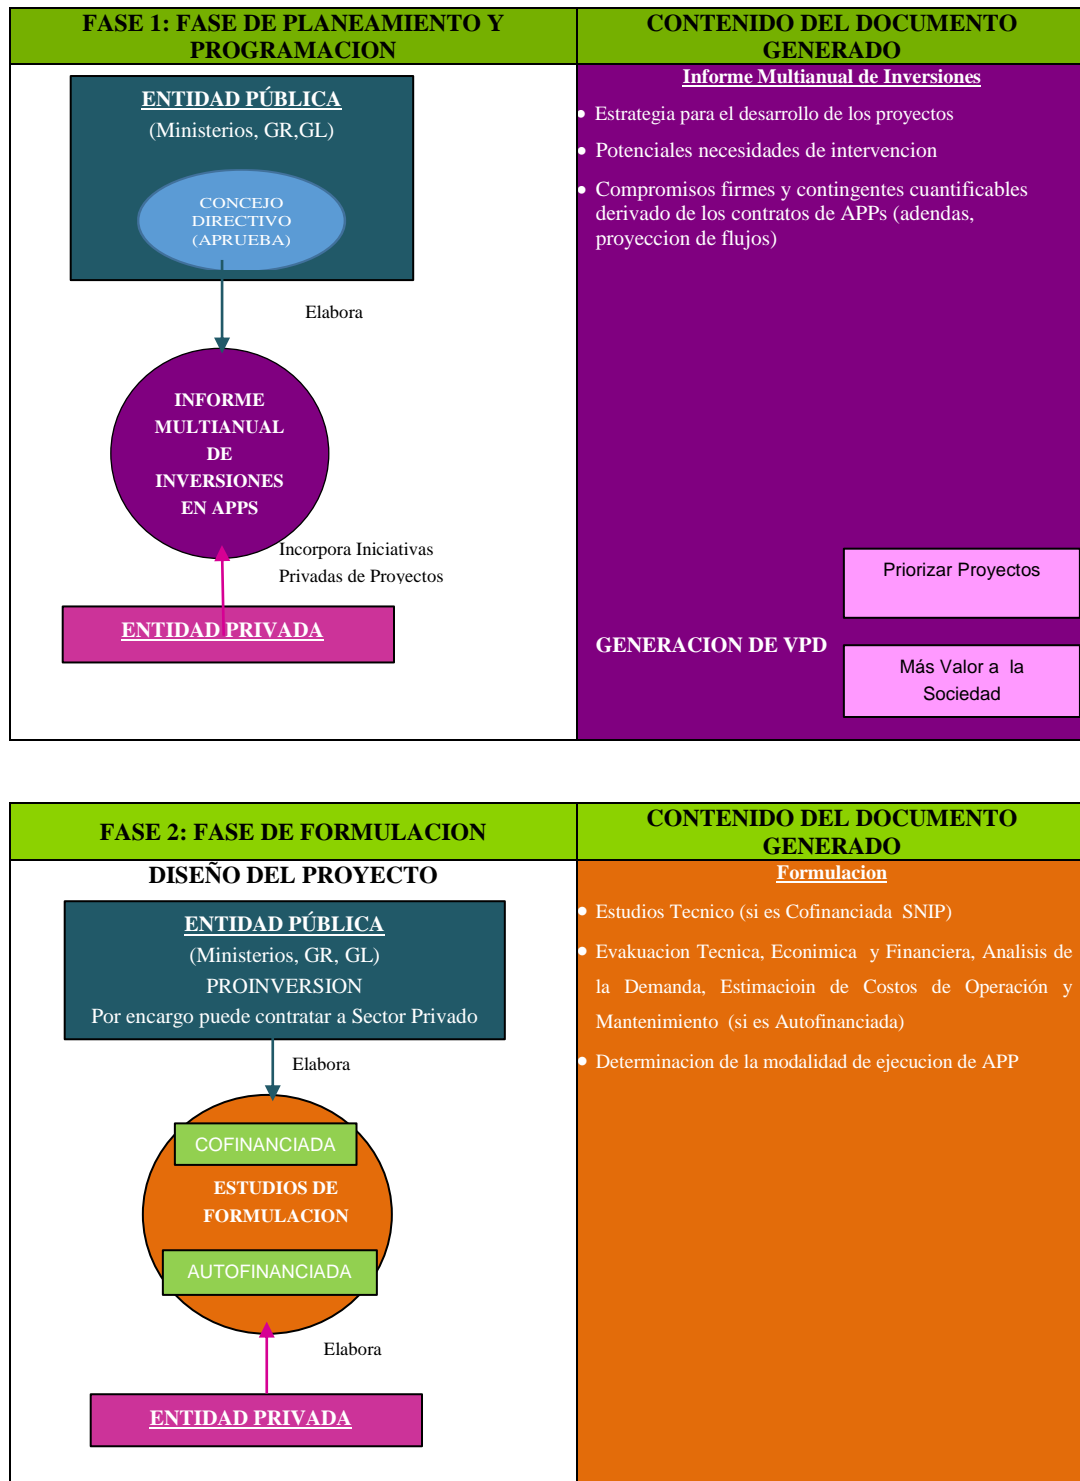 FASE 1: FASE DE PLANEAMIENTO Y
PROGRAMACION
CONTENIDO DEL DOCUMENTO
GENERADO
ENTIDAD PÚBLICA
(Ministerios, GR,GL)
CONCEJO
DIRECTIVO
(APRUEBA)
Elabora
INFORME
MULTIANUAL
DE
INVERSIONES
EN APPS
Incorpora Iniciativas
Privadas de Proyectos
ENTIDAD PRIVADA
Informe Multianual de Inversiones
• Estrategia para el desarrollo de los proyectos
• Potenciales necesidades de intervencion
• Compromisos firmes y contingentes cuantificables
derivado de los contratos de APPs (adendas,
proyeccion de flujos)
Priorizar Proyectos
GENERACION DE VPD
Más Valor a la
Sociedad
FASE 2: FASE DE FORMULACION
CONTENIDO DEL DOCUMENTO
GENERADO
DISEÑO DEL PROYECTO
ENTIDAD PÚBLICA
(Ministerios, GR, GL)
PROINVERSION
Por encargo puede contratar a Sector Privado
Elabora
COFINANCIADA
ESTUDIOS DE
FORMULACION
AUTOFINANCIADA
Elabora
ENTIDAD PRIVADA
Formulacion
• Estudios Tecnico (si es Cofinanciada SNIP)
• Evakuacion Tecnica, Econimica y Financiera, Analisis de
la Demanda, Estimacioin de Costos de Operación y
Mantenimiento (si es Autofinanciada)
• Determinacion de la modalidad de ejecucion de APP